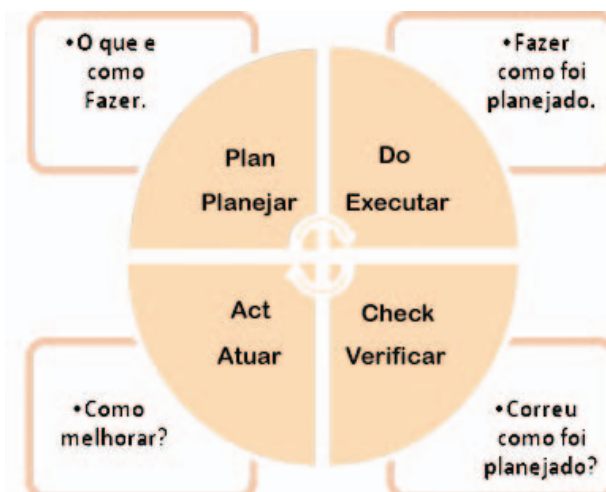 •O que e
como
Fazer.
•Fazer
como foi
planejado.
Plan
Planejar
Do
Executar
Act
Atuar
Check
Verificar
•Como
melhorar?
•Correu
como foi
planejado?